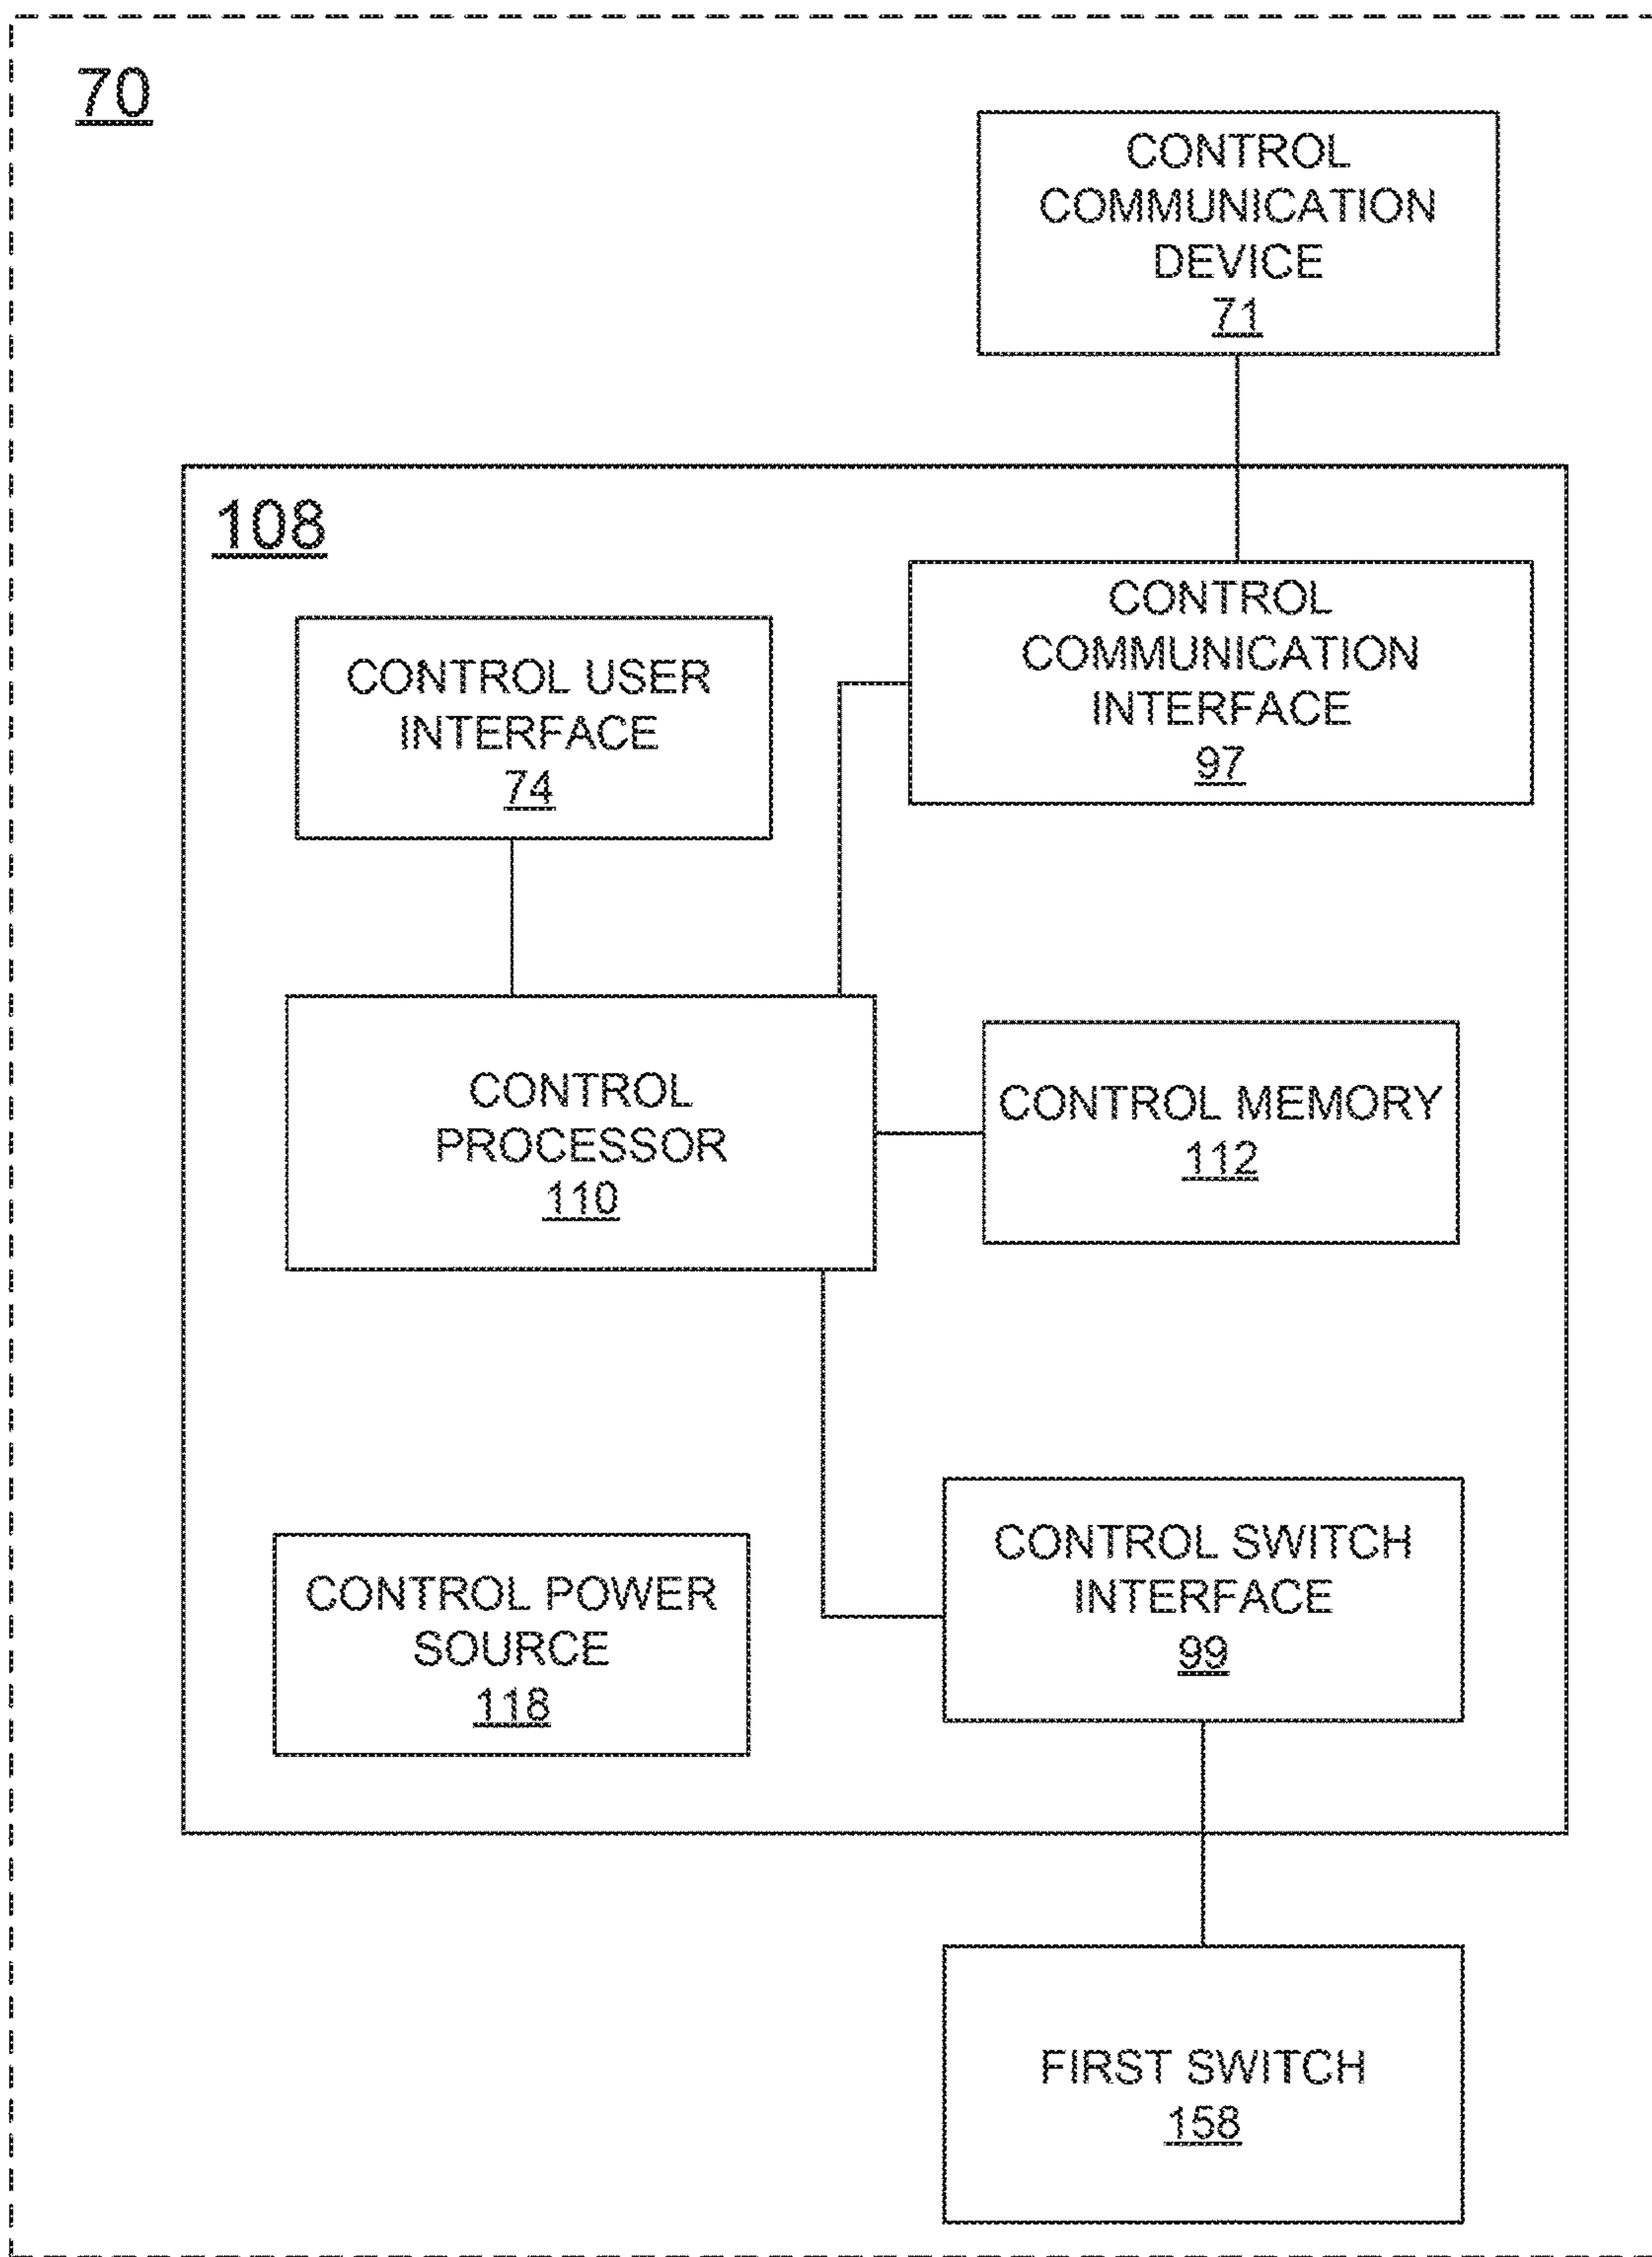 70
CONTROL
COMMUNICATION
DEVICE
71
108
CONTROL
COMMUNICATION
INTERFACE
97
CONTROL USER
INTERFACE
74
CONTROL
PROCESSOR
110
CONTROL MEMORY
112
CONTROL SWITCH
INTERFACE
99
CONTROL POWER
SOURCE
118
FIRST SWITCH
158